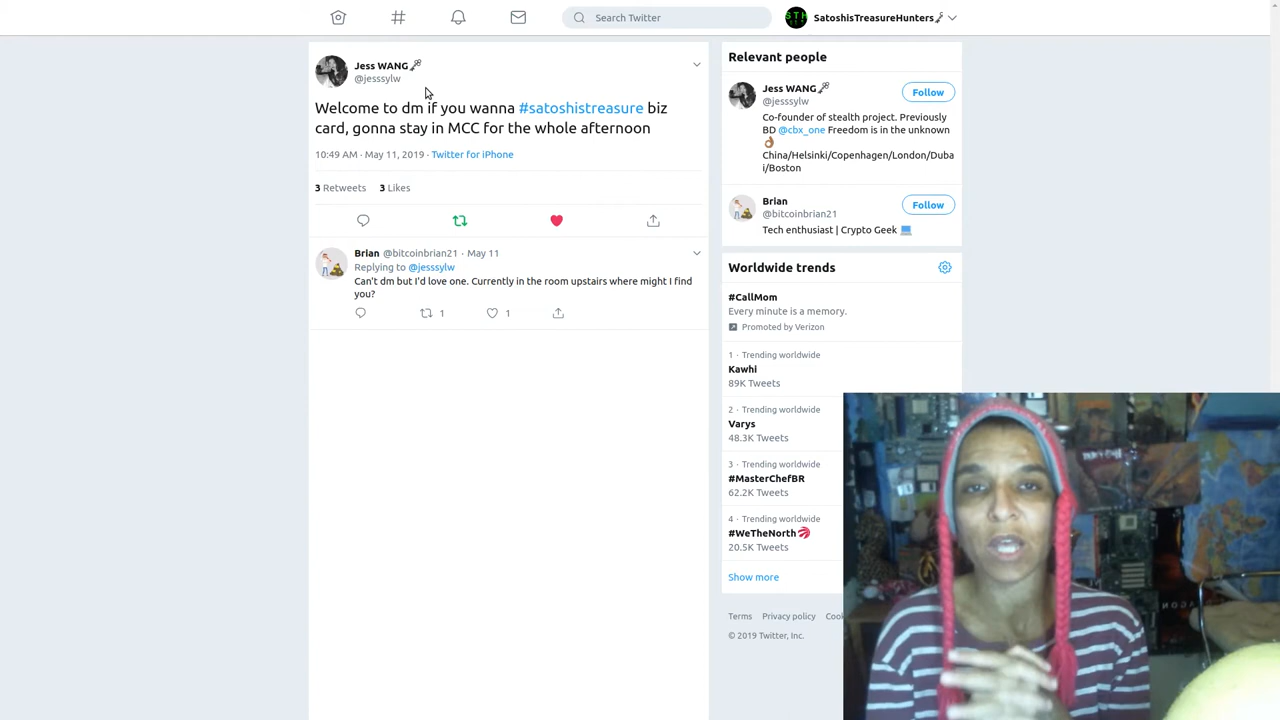 Search Twitter
SatoshisTreasureHunters
Jess WANG
@jesssylw
Welcome to dm if you wanna #satoshistreasure biz
card, gonna stay in MCC for the whole afternoon
10:49 AM · May 11, 2019 · Twitter for iPhone
3 Retweets 3 Likes
Brian @bitcoinbrian21 · May 11
Replying to @jesssylw
Can't dm but I'd love one. Currently in the room upstairs where might I find
you?
1 1
Relevant people
Jess WANG
@jesssylw
Follow
Co-founder of stealth project. Previously
BD @cbx_one Freedom is in the unknown
👌🏽
China/Helsinki/Copenhagen/London/Duba
i/Boston
Brian
@bitcoinbrian21
Follow
Tech enthusiast | Crypto Geek 💻
Worldwide trends
#CallMom
Every minute is a memory.
Promoted by Verizon
1 · Trending worldwide
Kawhi
89K Tweets
2 · Trending worldwide
Varys
48.3K Tweets
3 · Trending worldwide
#MasterChefBR
62.2K Tweets
4 · Trending worldwide
#WeTheNorth
20.5K Tweets
Show more
Terms Privacy policy
© 2019 Twitter, Inc.